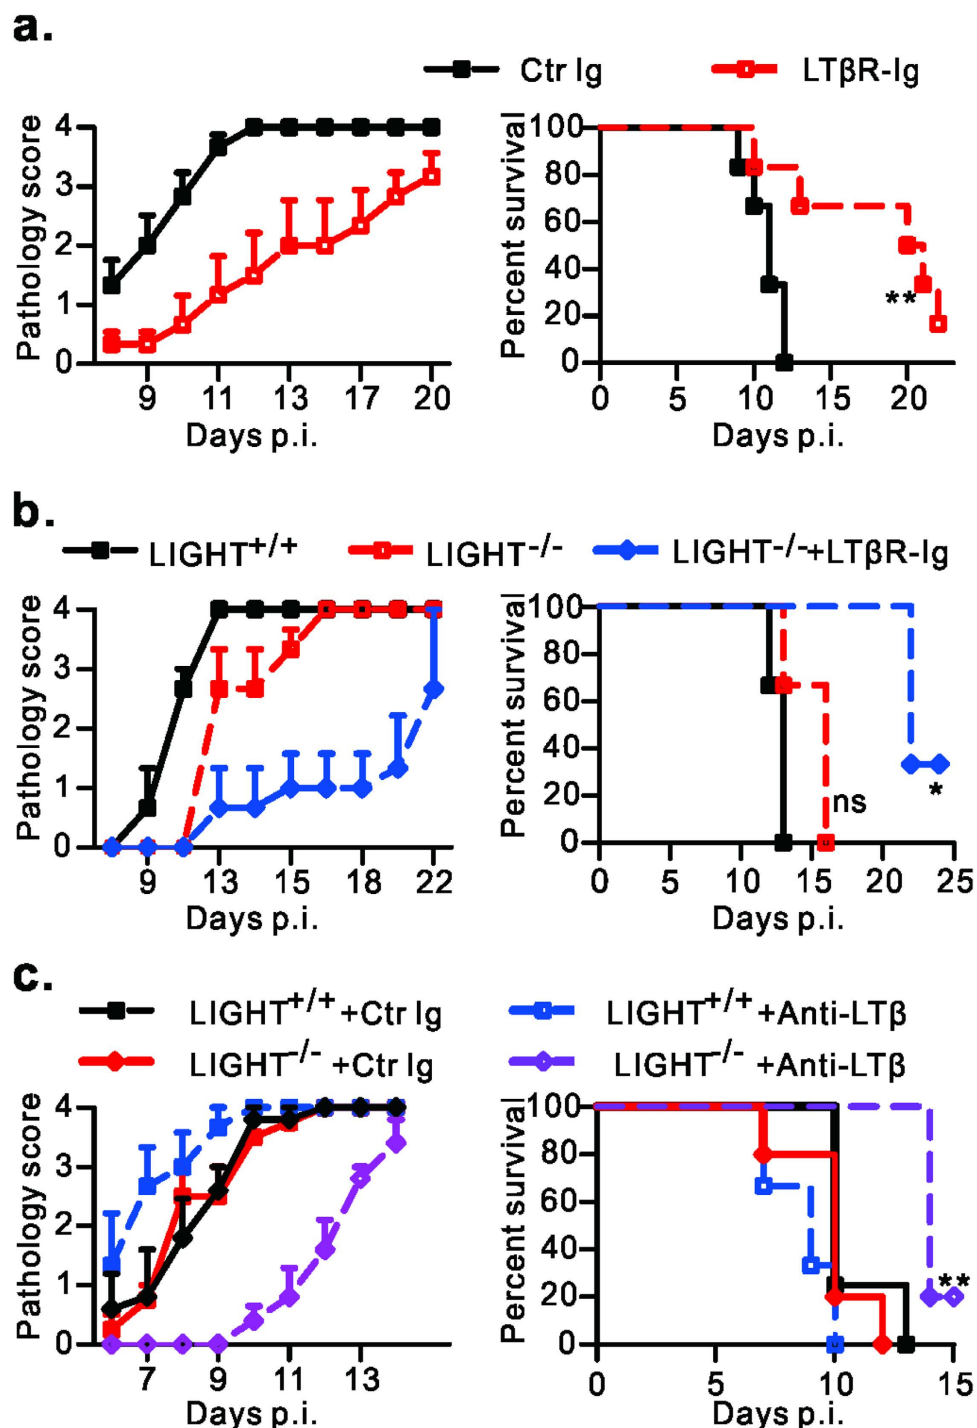 a.
Ctr Ig LTβR-Ig
Pathology score
4
3
2
1
0
9 11 13 17 20
Days p.i.
Percent survival
100
80
60
40
20
0
**
0 5 10 15 20
Days p.i.
b.
LIGHT+/+ LIGHT-/- LIGHT-/-+LTβR-Ig
Pathology score
4
3
2
1
0
9 13 15 18 22
Days p.i.
Percent survival
100
80
60
40
20
0
ns
*
0 5 10 15 20 25
Days p.i.
c.
LIGHT+/+ +Ctr Ig LIGHT+/+ +Anti-LTβ
LIGHT-/- +Ctr Ig LIGHT-/- +Anti-LTβ
Pathology score
4
3
2
1
0
7 9 11 13
Days p.i.
Percent survival
100
80
60
40
20
0
**
0 5 10 15
Days p.i.